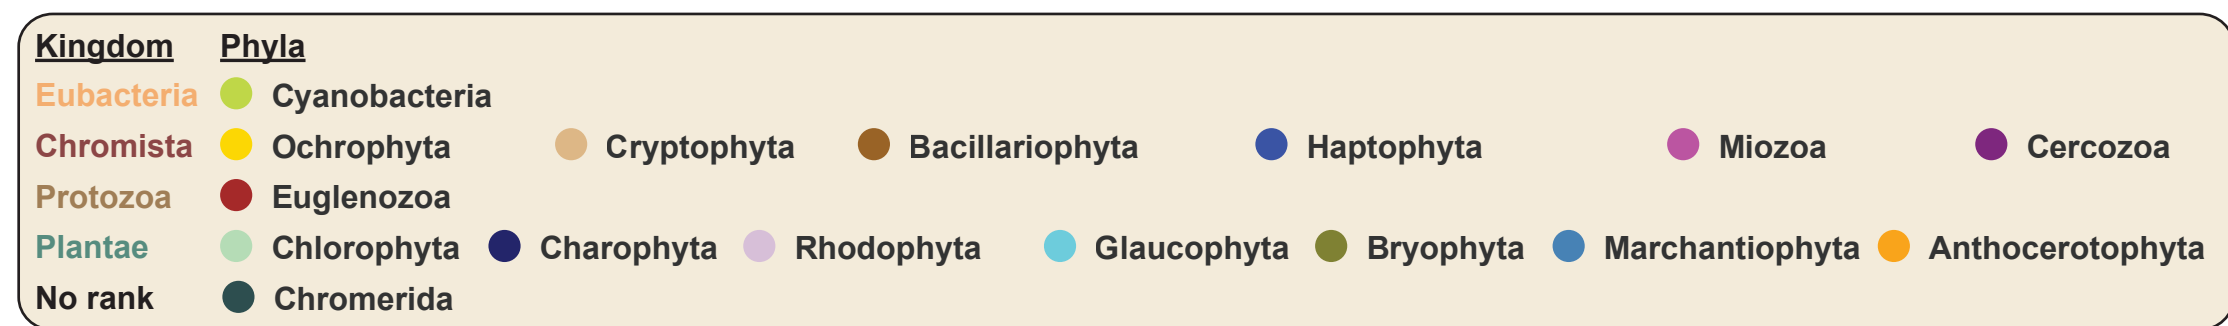 Kingdom Phyla
Eubacteria Cyanobacteria
Chromista Ochrophyta Cryptophyta Bacillariophyta Haptophyta Miozoa Cercozoa
Protozoa Euglenozoa
Plantae Chlorophyta Charophyta Rhodophyta Glaucophyta Bryophyta Marchantiophyta Anthocerotophyta
No rank Chromerida